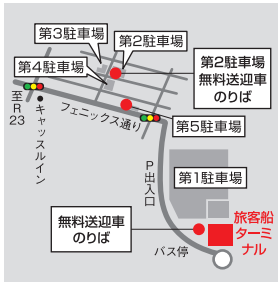 第3駐車場
第2駐車場
第4駐車場
第2駐車場
無料送迎車
のりば
至R23
キャッスルイン
フェニックス通り
第5駐車場
P出入口
第1駐車場
無料送迎車
のりば
旅客船
ターミ
ナル
バス停